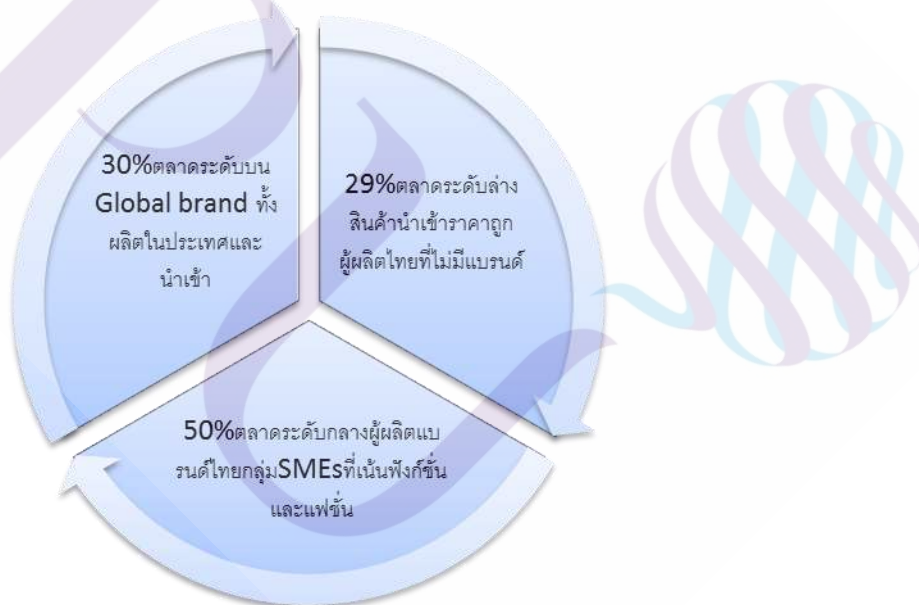 30%ตลาดระดับบน
Global brand ทั้ง
ผลิตในประเทศและ
นำเข้า
29%ตลาดระดับล่าง
สินค้านำเข้าราคาถูก
ผู้ผลิตไทยที่ไม่มีแบรนด์
50%ตลาดระดับกลางผู้ผลิตแบ
รนด์ไทยกลุ่มSMEsที่เน้นฟังก์ชั่น
และแฟชั่น